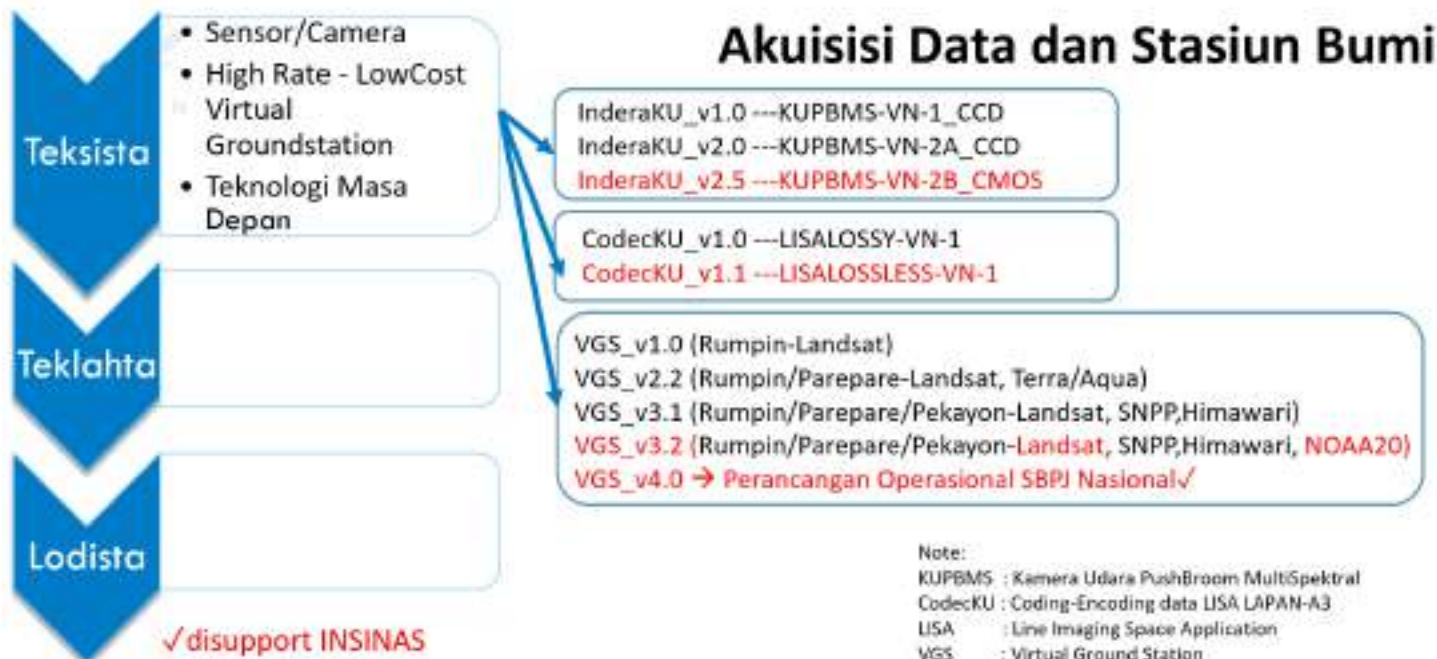 Akuisisi Data dan Stasiun Bumi
Teksista
• Sensor/Camera
• High Rate - LowCost
Virtual
Groundstation
• Teknologi Masa
Depan
InderaKU_v1.0 ---KUPBMS-VN-1_CCD
InderaKU_v2.0 ---KUPBMS-VN-2A_CCD
InderaKU_v2.5 ---KUPBMS-VN-2B_CMOS
CodecKU_v1.0 ---LISALOSSY-VN-1
CodecKU_v1.1 ---LISALOSSLESS-VN-1
VGS_v1.0 (Rumpin-Landsat)
VGS_v2.2 (Rumpin/Parepare-Landsat, Terra/Aqua)
VGS_v3.1 (Rumpin/Parepare/Pekayon-Landsat, SNPP,Himawari)
VGS_v3.2 (Rumpin/Parepare/Pekayon-Landsat, SNPP,Himawari, NOAA20)
VGS_v4.0 → Perancangan Operasional SBPJ Nasional√
Teklahta
Lodista
√disupport INSINAS
Note:
KUPBMS : Kamera Udara PushBroom MultiSpektral
CodecKU : Coding-Encoding data LISA LAPAN-A3
LISA : Line Imaging Space Application
VGS : Virtual Ground Station